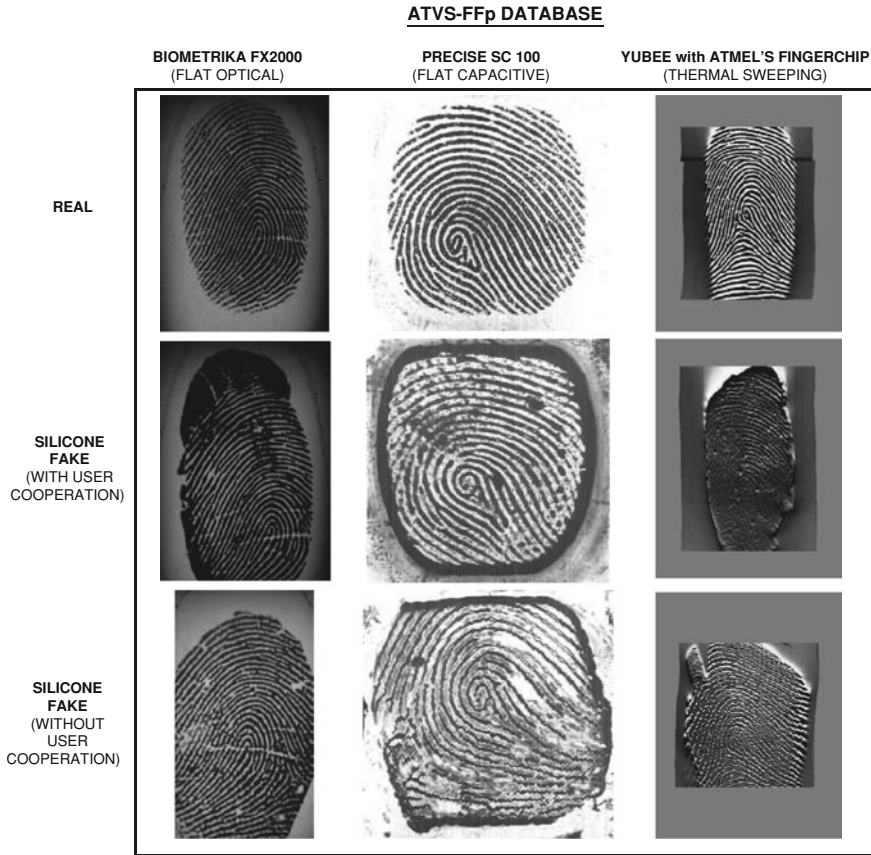 ATVS-FFp DATABASE
BIOMETRIKA FX2000
(FLAT OPTICAL)
PRECISE SC 100
(FLAT CAPACITIVE)
YUBEE with ATMEL'S FINGERCHIP
(THERMAL SWEEPING)
REAL
SILICONE
FAKE
(WITH USER
COOPERATION)
SILICONE
FAKE
(WITHOUT
USER
COOPERATION)